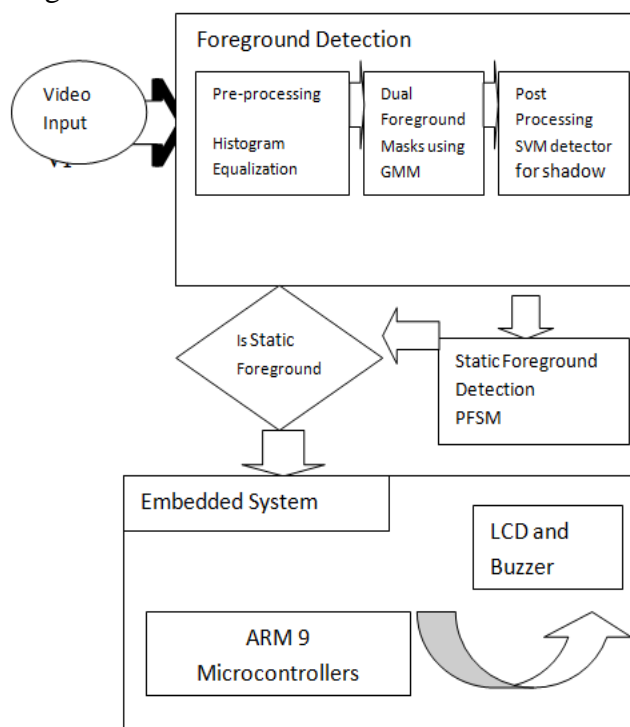 Foreground Detection
Video
Input
Pre-processing
Histogram
Equalization
Dual
Foreground
Masks using
GMM
Post
Processing
SVM detector
for shadow
Is Static
Foreground
Static Foreground
Detection
PFSM
Embedded System
LCD and
Buzzer
ARM 9
Microcontrollers